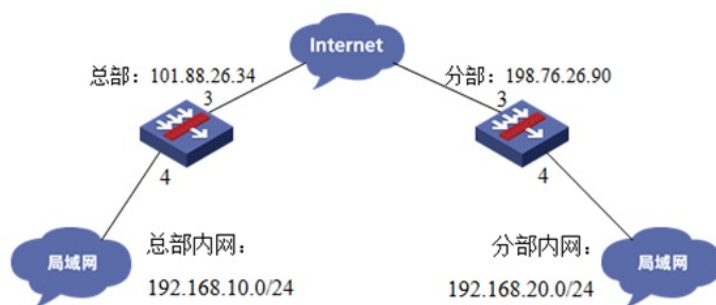 Internet
总部：101.88.26.34
分部：198.76.26.90
3
3
4
4
局域网
总部内网：
192.168.10.0/24
分部内网：
192.168.20.0/24
局域网